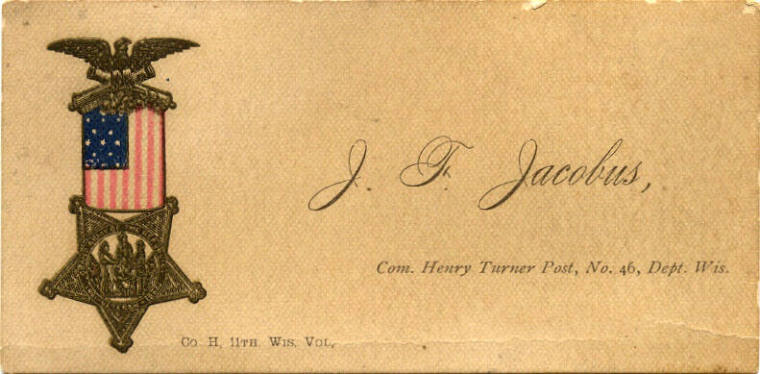 J. F. Jacobus,
Com. Henry Turner Post, No. 46, Dept. Wis.
Co. H, 11TH. WIS. VOL,